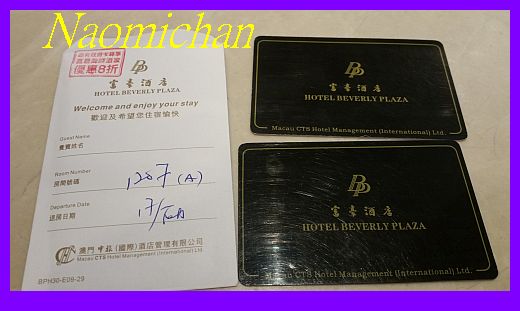 Naomichan
優惠8折
BP
富豪酒店
HOTEL BEVERLY PLAZA
Welcome and enjoy your stay
歡迎及希望您住宿愉快
Guest Name
貴賓姓名
Room Number
房間號碼
1207 (A)
Departure Date
退房日期
17/Feb
澳門中旅(國際)酒店管理有限公司
Macau CTS Hotel Management (International) Ltd.
BPH30-E09-29
BP
富豪酒店
HOTEL BEVERLY PLAZA
Macau CTS Hotel Management (International) Ltd.
BP
富豪酒店
HOTEL BEVERLY PLAZA
Macau CTS Hotel Management (International) Ltd.